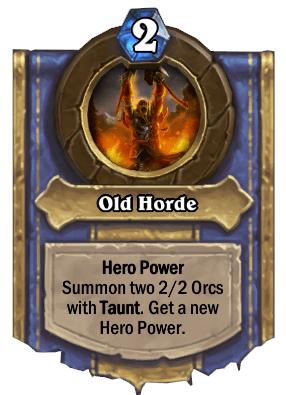 2
Old Horde
Hero Power
Summon two 2/2 Orcs
with Taunt. Get a new
Hero Power.